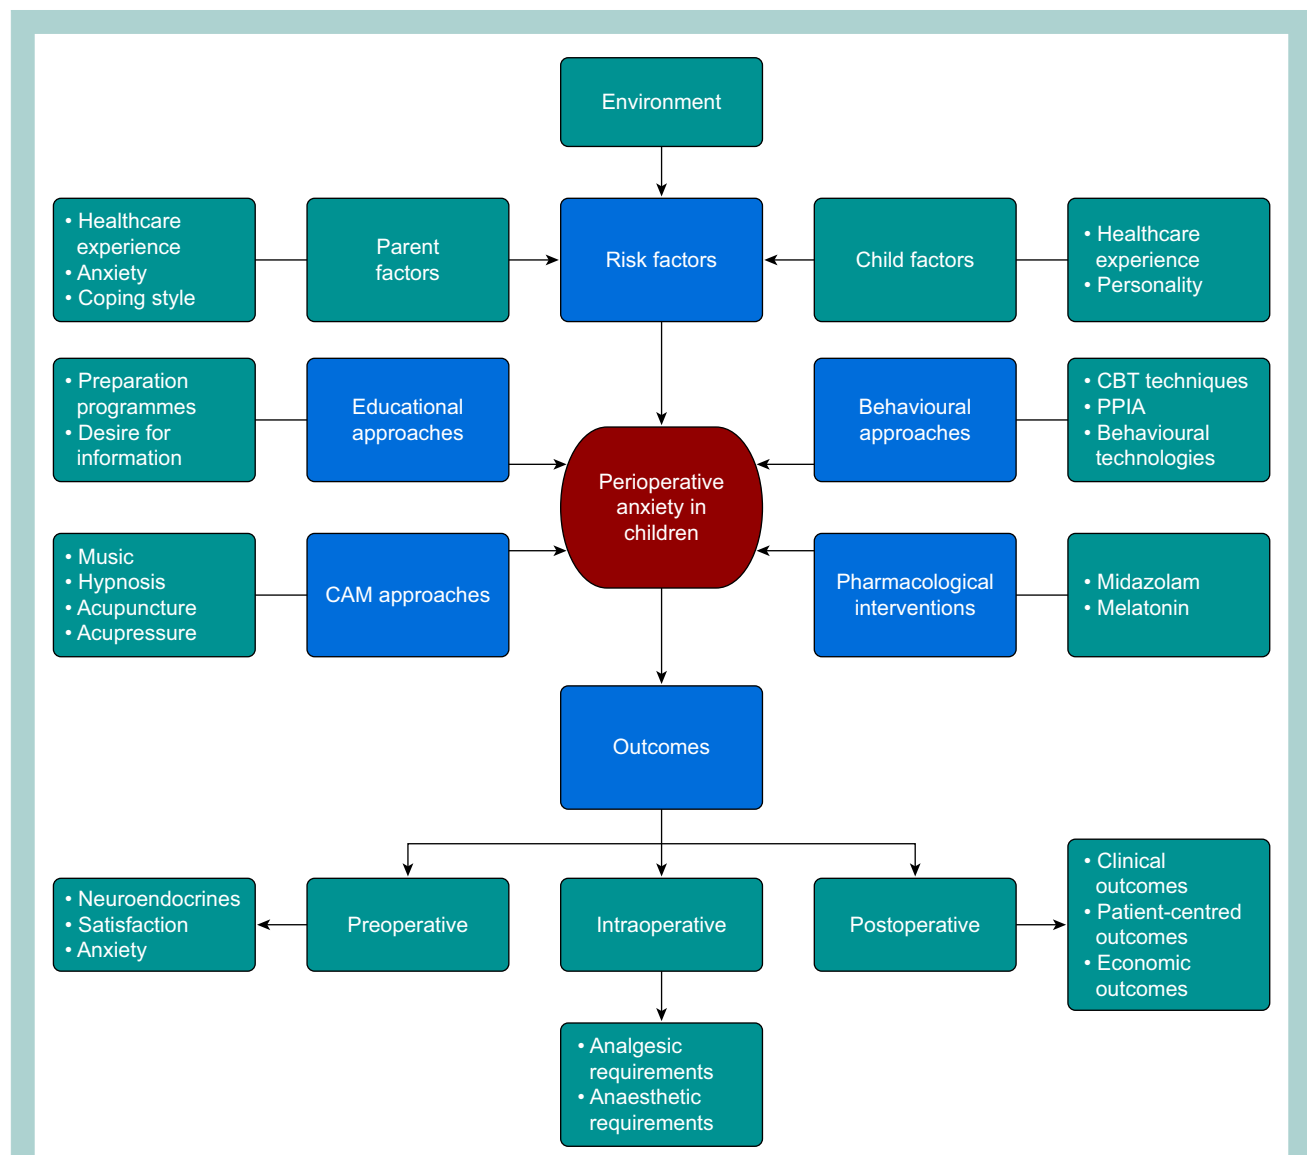 Environment
• Healthcare
experience
• Anxiety
• Coping style
Parent
factors
Risk factors
Child factors
• Healthcare
experience
• Personality
• Preparation
programmes
• Desire for
information
Educational
approaches
Behavioural
approaches
• CBT techniques
• PPIA
• Behavioural
technologies
Perioperative
anxiety in
children
• Music
• Hypnosis
• Acupuncture
• Acupressure
CAM approaches
Pharmacological
interventions
• Midazolam
• Melatonin
Outcomes
• Neuroendocrines
• Satisfaction
• Anxiety
Preoperative
Intraoperative
Postoperative
• Clinical
outcomes
• Patient-centred
outcomes
• Economic
outcomes
• Analgesic
requirements
• Anaesthetic
requirements